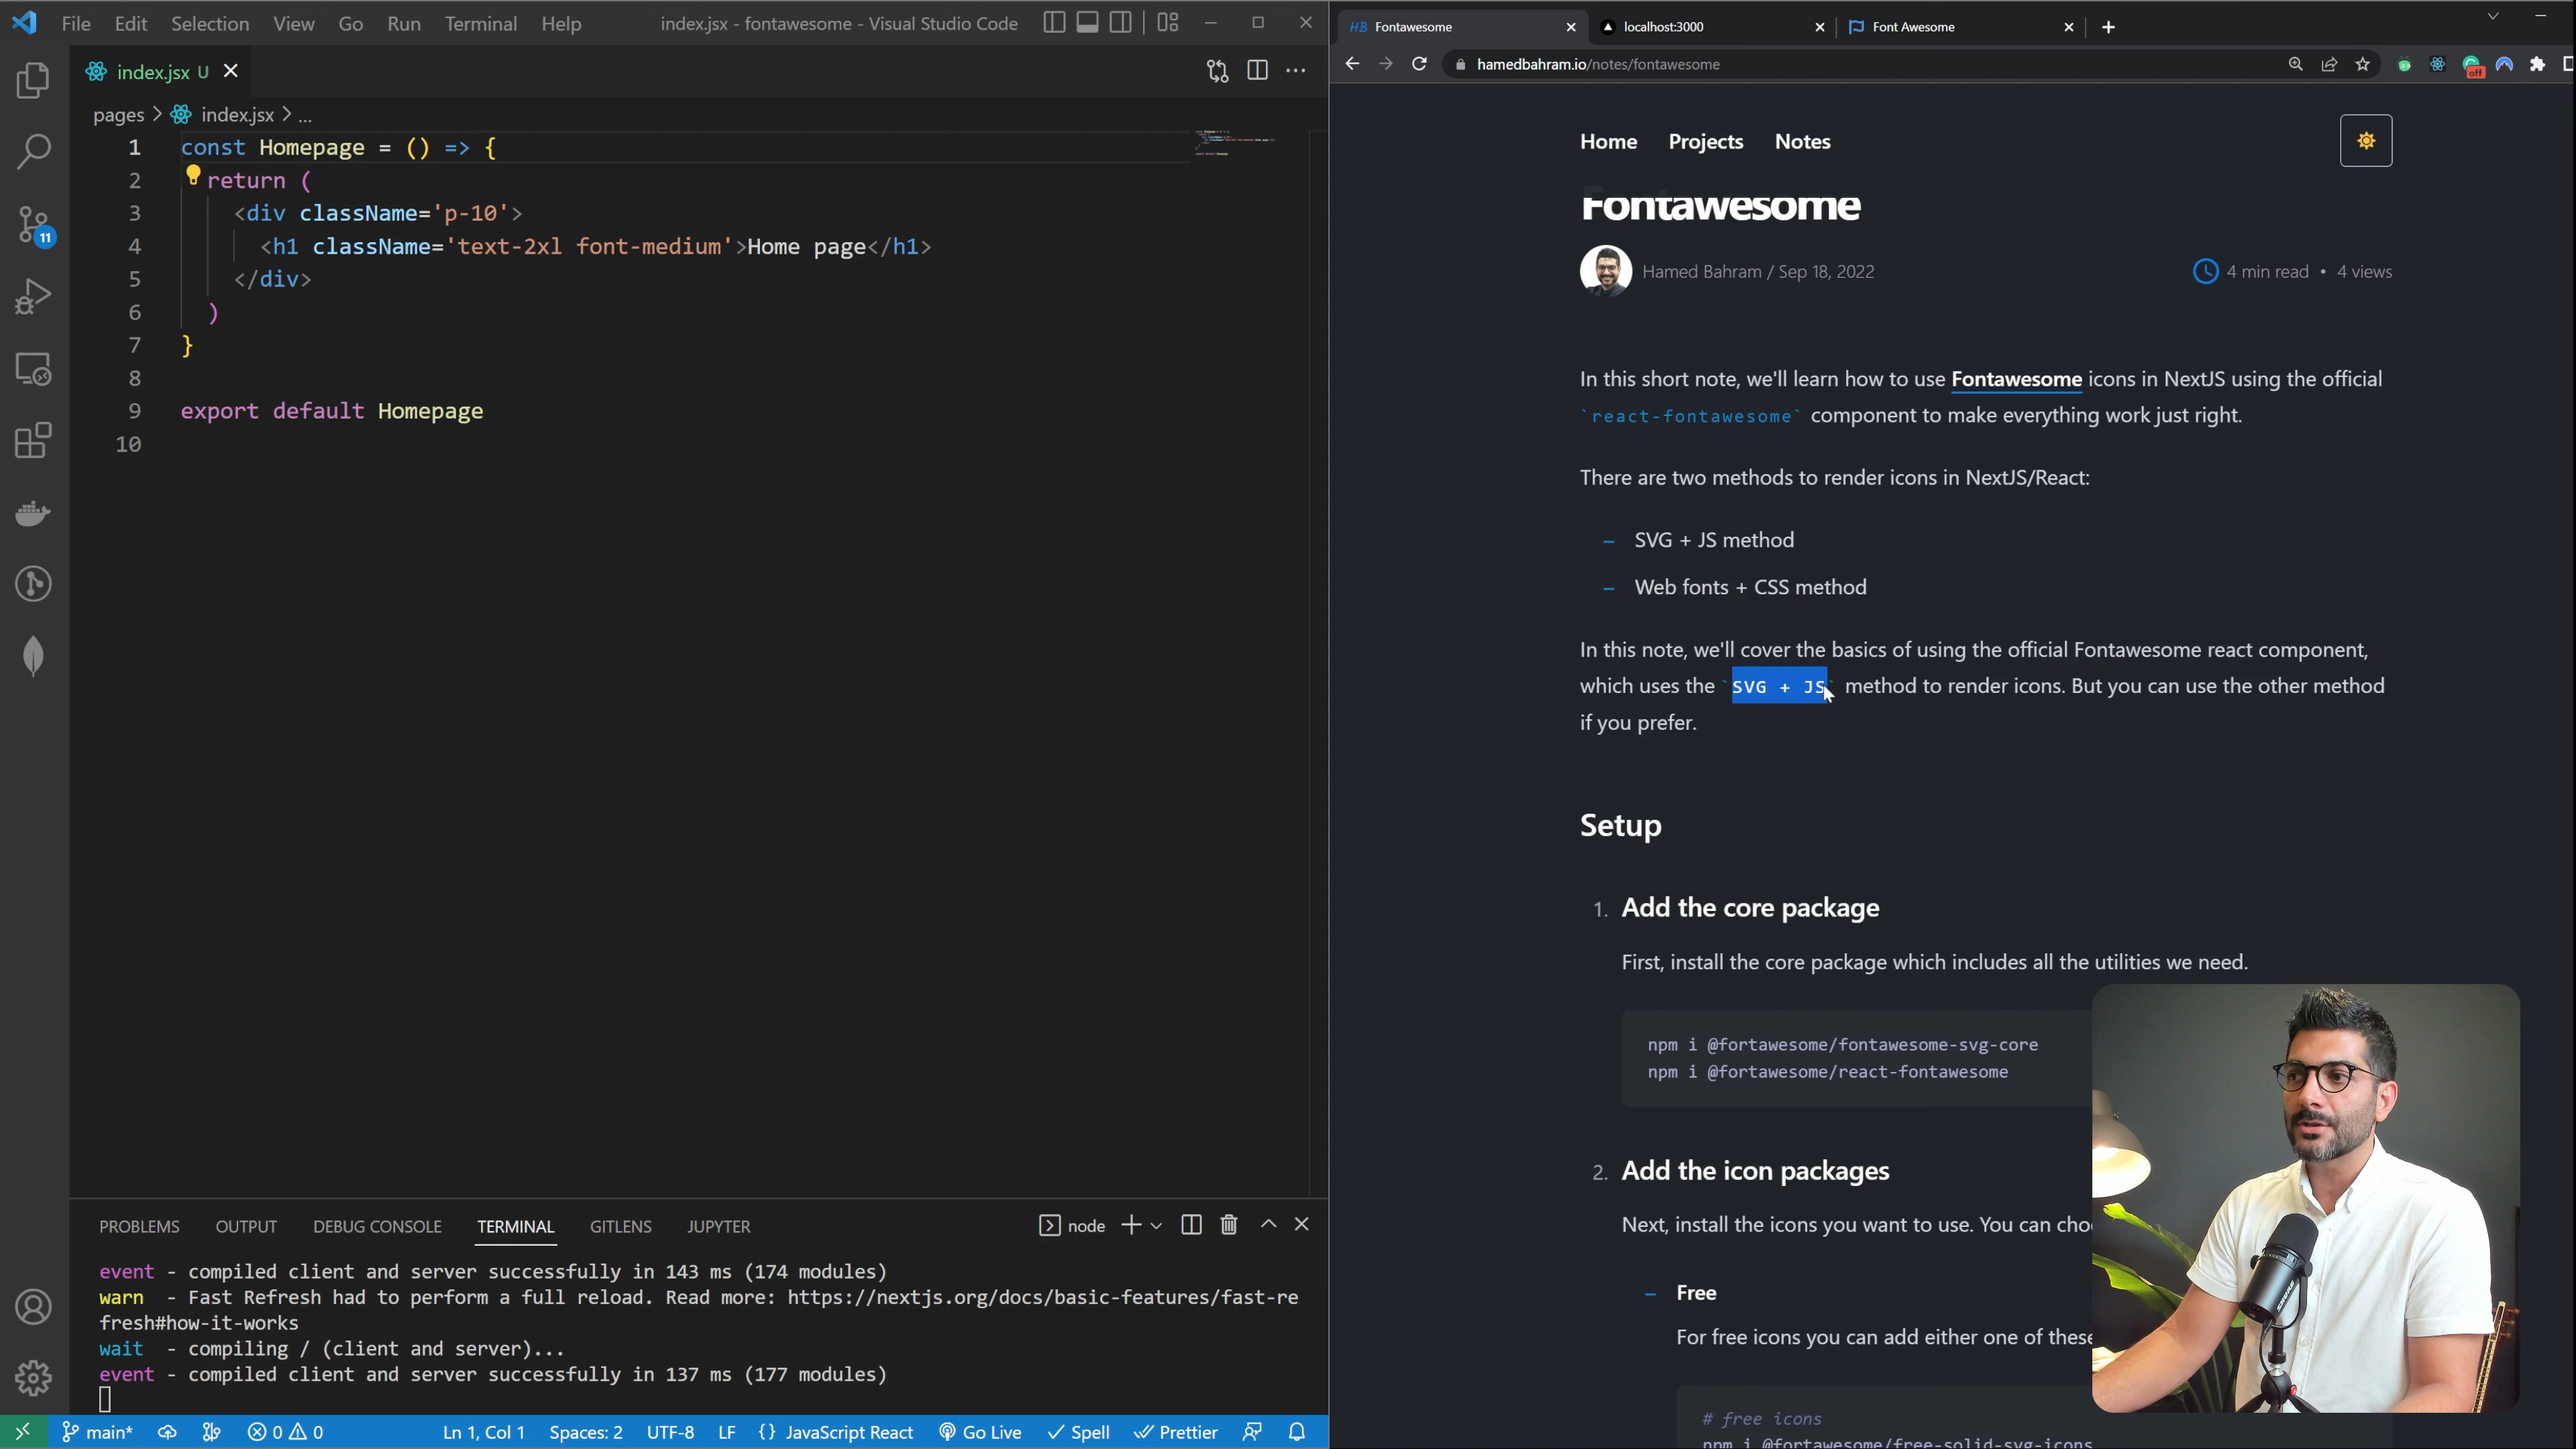 File Edit Selection View Go Run Terminal Help index.jsx - fontawesome - Visual Studio Code
index.jsx U
pages > index.jsx > ...
1 const Homepage = () => {
2 return (
3 <div className='p-10'>
4 <h1 className='text-2xl font-medium'>Home page</h1>
5 </div>
6 )
7 }
8
9 export default Homepage
10
11
PROBLEMS OUTPUT DEBUG CONSOLE TERMINAL GITLENS JUPYTER node
event - compiled client and server successfully in 143 ms (174 modules)
warn - Fast Refresh had to perform a full reload. Read more: https://nextjs.org/docs/basic-features/fast-re
fresh#how-it-works
wait - compiling / (client and server)...
event - compiled client and server successfully in 137 ms (177 modules)
main* 0 0 Ln 1, Col 1 Spaces: 2 UTF-8 LF {} JavaScript React Go Live Spell Prettier
HB Fontawesome localhost:3000 Font Awesome
hamedbahram.io/notes/fontawesome
off
Home Projects Notes
Fontawesome
Hamed Bahram / Sep 18, 2022 4 min read • 4 views
In this short note, we'll learn how to use Fontawesome icons in NextJS using the official
`react-fontawesome` component to make everything work just right.
There are two methods to render icons in NextJS/React:
– SVG + JS method
– Web fonts + CSS method
In this note, we'll cover the basics of using the official Fontawesome react component,
which uses the `SVG + JS` method to render icons. But you can use the other method
if you prefer.
Setup
1. Add the core package
First, install the core package which includes all the utilities we need.
npm i @fortawesome/fontawesome-svg-core
npm i @fortawesome/react-fontawesome
2. Add the icon packages
Next, install the icons you want to use. You can cho
– Free
For free icons you can add either one of these
# free icons
npm i @fortawesome/free-solid-svg-icons